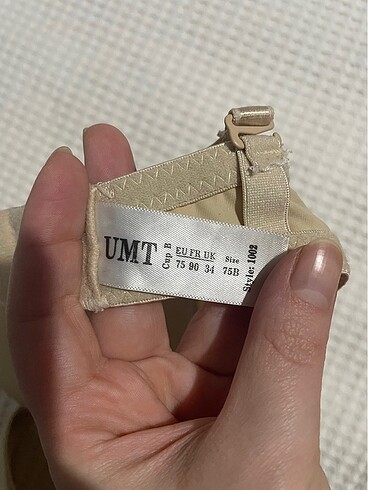 UMT
Cup B
EU FR UK
75 90 34
Size
75B
Style: 1002